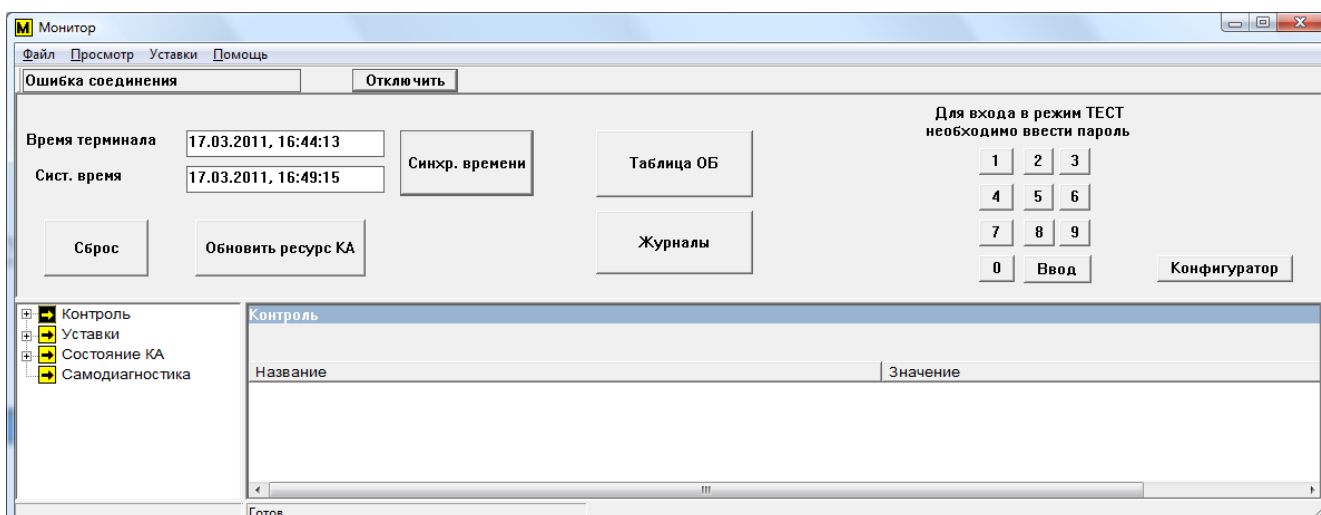 M Монитор
Файл Просмотр Уставки Помощь
Ошибка соединения Отключить
Для входа в режим ТЕСТ
необходимо ввести пароль
Время терминала 17.03.2011, 16:44:13
Синхр. времени
Таблица ОБ
Сист. время 17.03.2011, 16:49:15
1 2 3
4 5 6
7 8 9
0 Ввод
Сброс
Обновить ресурс КА
Журналы
Конфигуратор
Контроль
Уставки
Состояние КА
Самодиагностика
Контроль
Название Значение
Готов